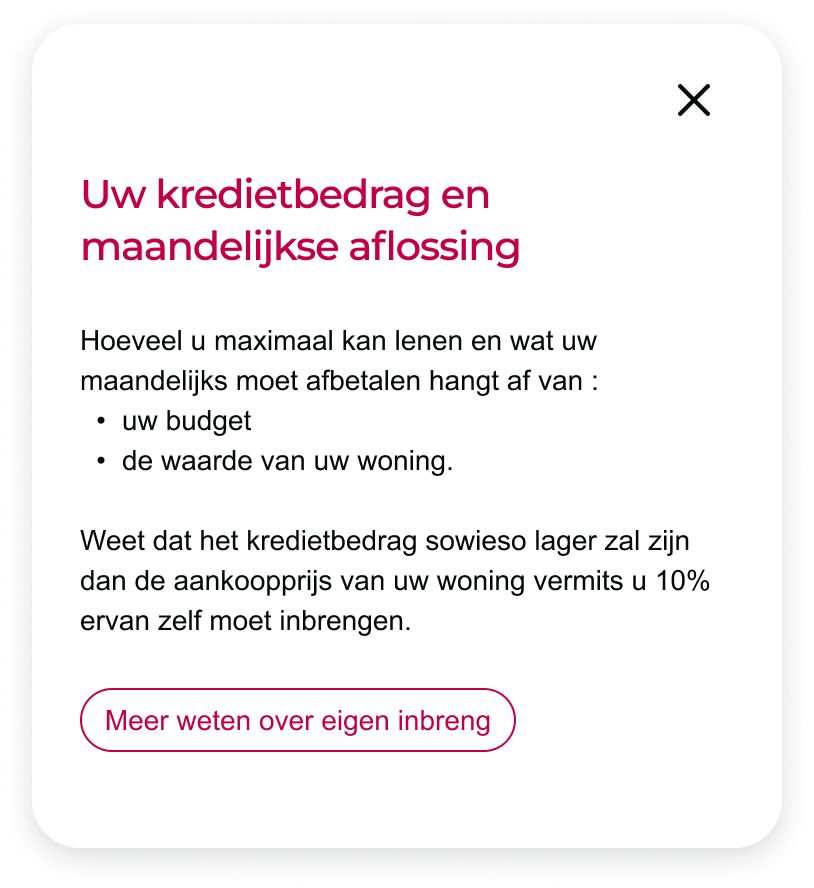 Uw kredietbedrag en
maandelijkse aflossing
Hoeveel u maximaal kan lenen en wat uw
maandelijks moet afbetalen hangt af van :
• uw budget
• de waarde van uw woning.
Weet dat het kredietbedrag sowieso lager zal zijn
dan de aankoopprijs van uw woning vermits u 10%
ervan zelf moet inbrengen.
Meer weten over eigen inbreng